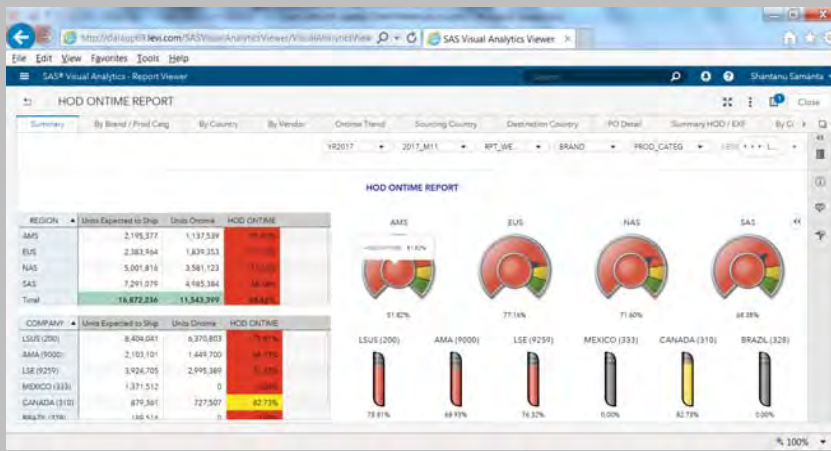 SAS Visual Analytics Viewer
File Edit View Favorites Tools Help
SAS® Visual Analytics - Report Viewer
Shantanu Samanta
HOD ONTIME REPORT
Close
Summary By Brand / Prod Catg By Country By Vendor Ontime Trend Sourcing Country Destination Country PO Detail Summary HOD / EXF
YR2017 2017_M11 RPT_WE... BRAND PROD_CATEG
HOD ONTIME REPORT
REGION Units Expected to Ship Units Ontime HOD ONTIME
AMS 2,195,377 1,137,539
EUS 2,383,964 1,839,353
NAS 5,001,816 3,581,123
SAS 7,291,079 4,985,384
Total 16,872,236 11,543,399
AMS EUS NAS SAS
51.82%
51.82% 77.16% 71.60% 68.38%
COMPANY Units Expected to Ship Units Ontime HOD ONTIME
LSUS (200) 8,404,041 6,370,803
AMA (9000) 2,103,101 1,449,700
LSE (9259) 3,924,705 2,995,389
MEXICO (333) 1,371,512 0
CANADA (310) 879,361 727,507 82.73%
LSUS (200) AMA (9000) LSE (9259) MEXICO (333) CANADA (310) BRAZIL (328)
75.81% 68.93% 76.32% 0.00% 82.73% 0.00%
100%